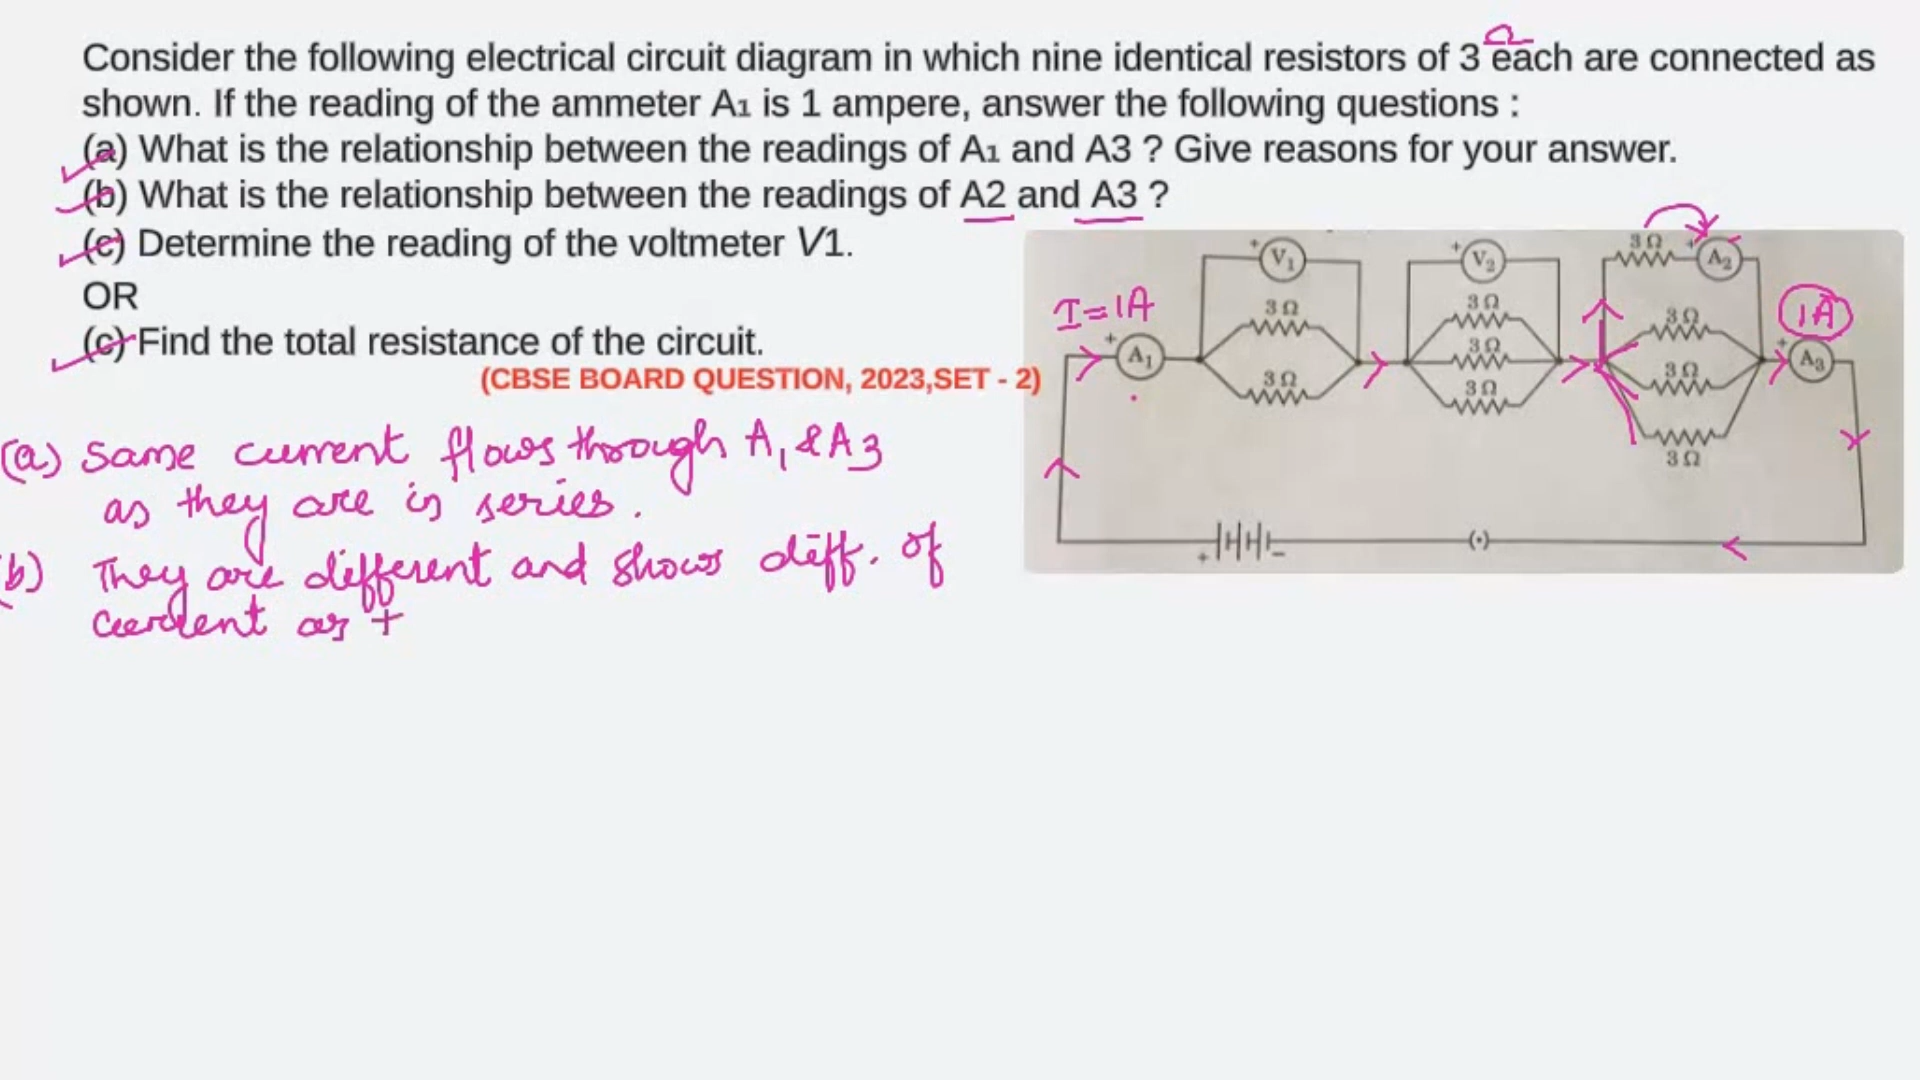 Consider the following electrical circuit diagram in which nine identical resistors of 3 Ω each are connected as
shown. If the reading of the ammeter A₁ is 1 ampere, answer the following questions :
(a) What is the relationship between the readings of A₁ and A3 ? Give reasons for your answer.
(b) What is the relationship between the readings of A2 and A3 ?
(c) Determine the reading of the voltmeter V1.
OR
(c) Find the total resistance of the circuit.
(CBSE BOARD QUESTION, 2023,SET - 2)
I=1A
+ A₁
+ V₁
3 Ω
3 Ω
+ V₂
3 Ω
3 Ω
3 Ω
3 Ω + A₂
3 Ω
3 Ω
3 Ω
1A
+ A₃
+ -
(·)
(a) Same current flows through A₁ & A₃
as they are in series.
b) They are different and shows diff. of
current as +